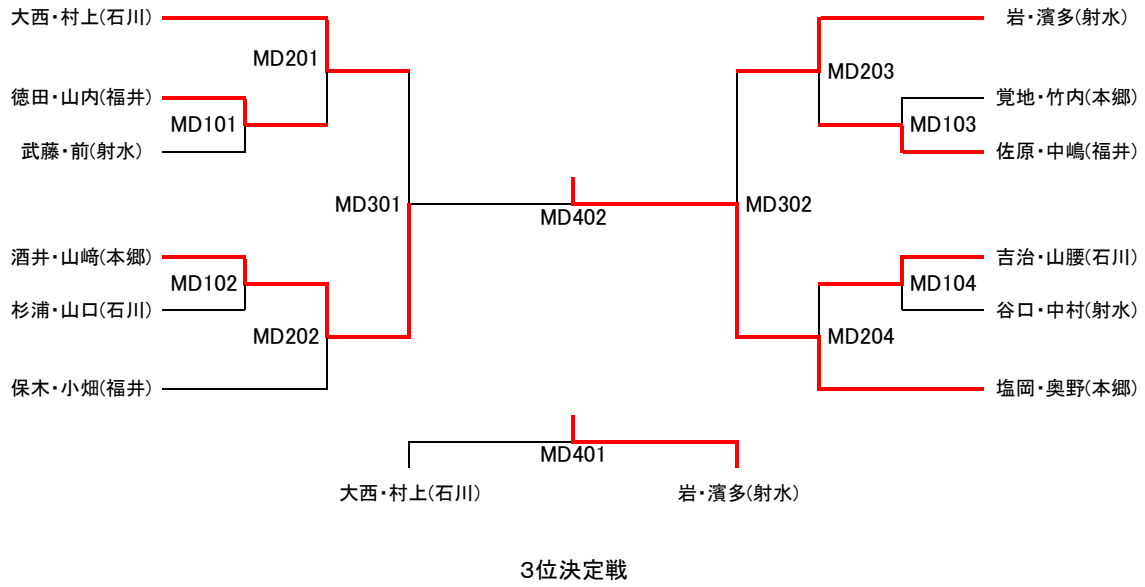 大西・村上(石川)
岩・濱多(射水)
MD201
MD203
徳田・山内(福井)
覚地・竹内(本郷)
MD101
MD103
武藤・前(射水)
佐原・中嶋(福井)
MD301
MD402
MD302
酒井・山﨑(本郷)
吉治・山腰(石川)
MD102
MD104
杉浦・山口(石川)
谷口・中村(射水)
MD202
MD204
保木・小畑(福井)
塩岡・奥野(本郷)
MD401
大西・村上(石川)
岩・濱多(射水)
3位決定戦